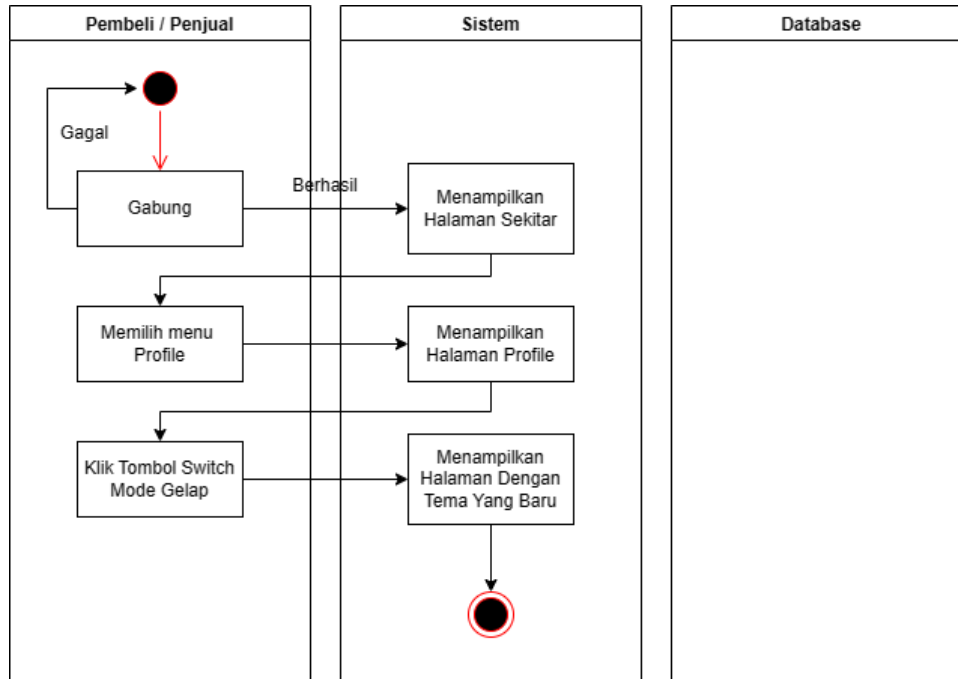 Pembeli / Penjual
Sistem
Database
Gagal
Gabung
Berhasil
Menampilkan
Halaman Sekitar
Memilih menu
Profile
Menampilkan
Halaman Profile
Klik Tombol Switch
Mode Gelap
Menampilkan
Halaman Dengan
Tema Yang Baru